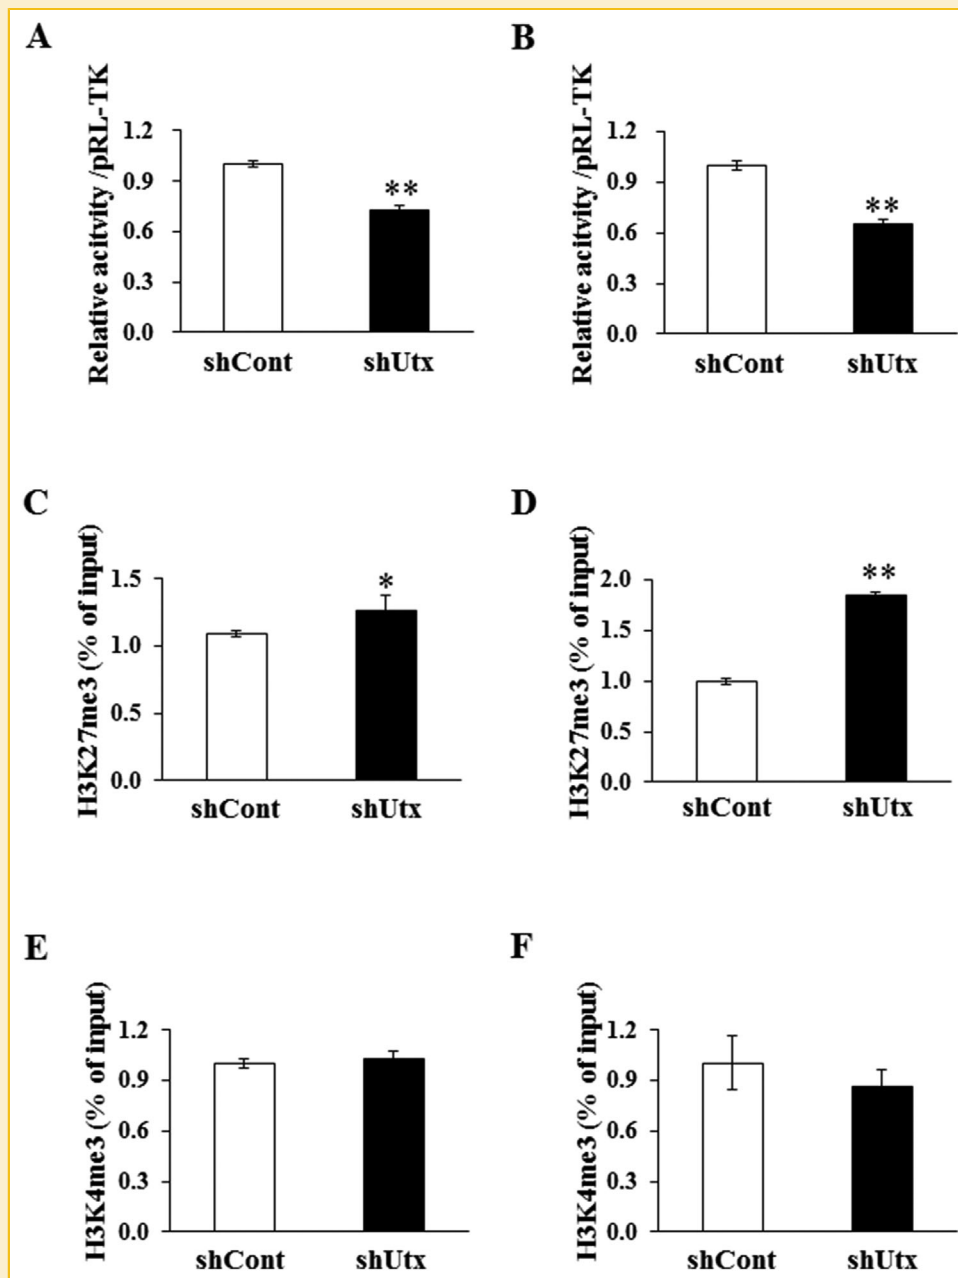 A
Relative acitvity /pRL-TK
1.2
0.9
0.6
0.3
0.0
**
shCont shUtx
B
Relative acitvity /pRL-TK
1.2
0.9
0.6
0.3
0.0
**
shCont shUtx
C
H3K27me3 (% of input)
1.5
1.0
0.5
0.0
*
shCont shUtx
D
H3K27me3 (% of input)
2.0
1.5
1.0
0.5
0.0
**
shCont shUtx
E
H3K4me3 (% of input)
1.2
0.9
0.6
0.3
0.0
shCont shUtx
F
H3K4me3 (% of input)
1.2
0.9
0.6
0.3
0.0
shCont shUtx